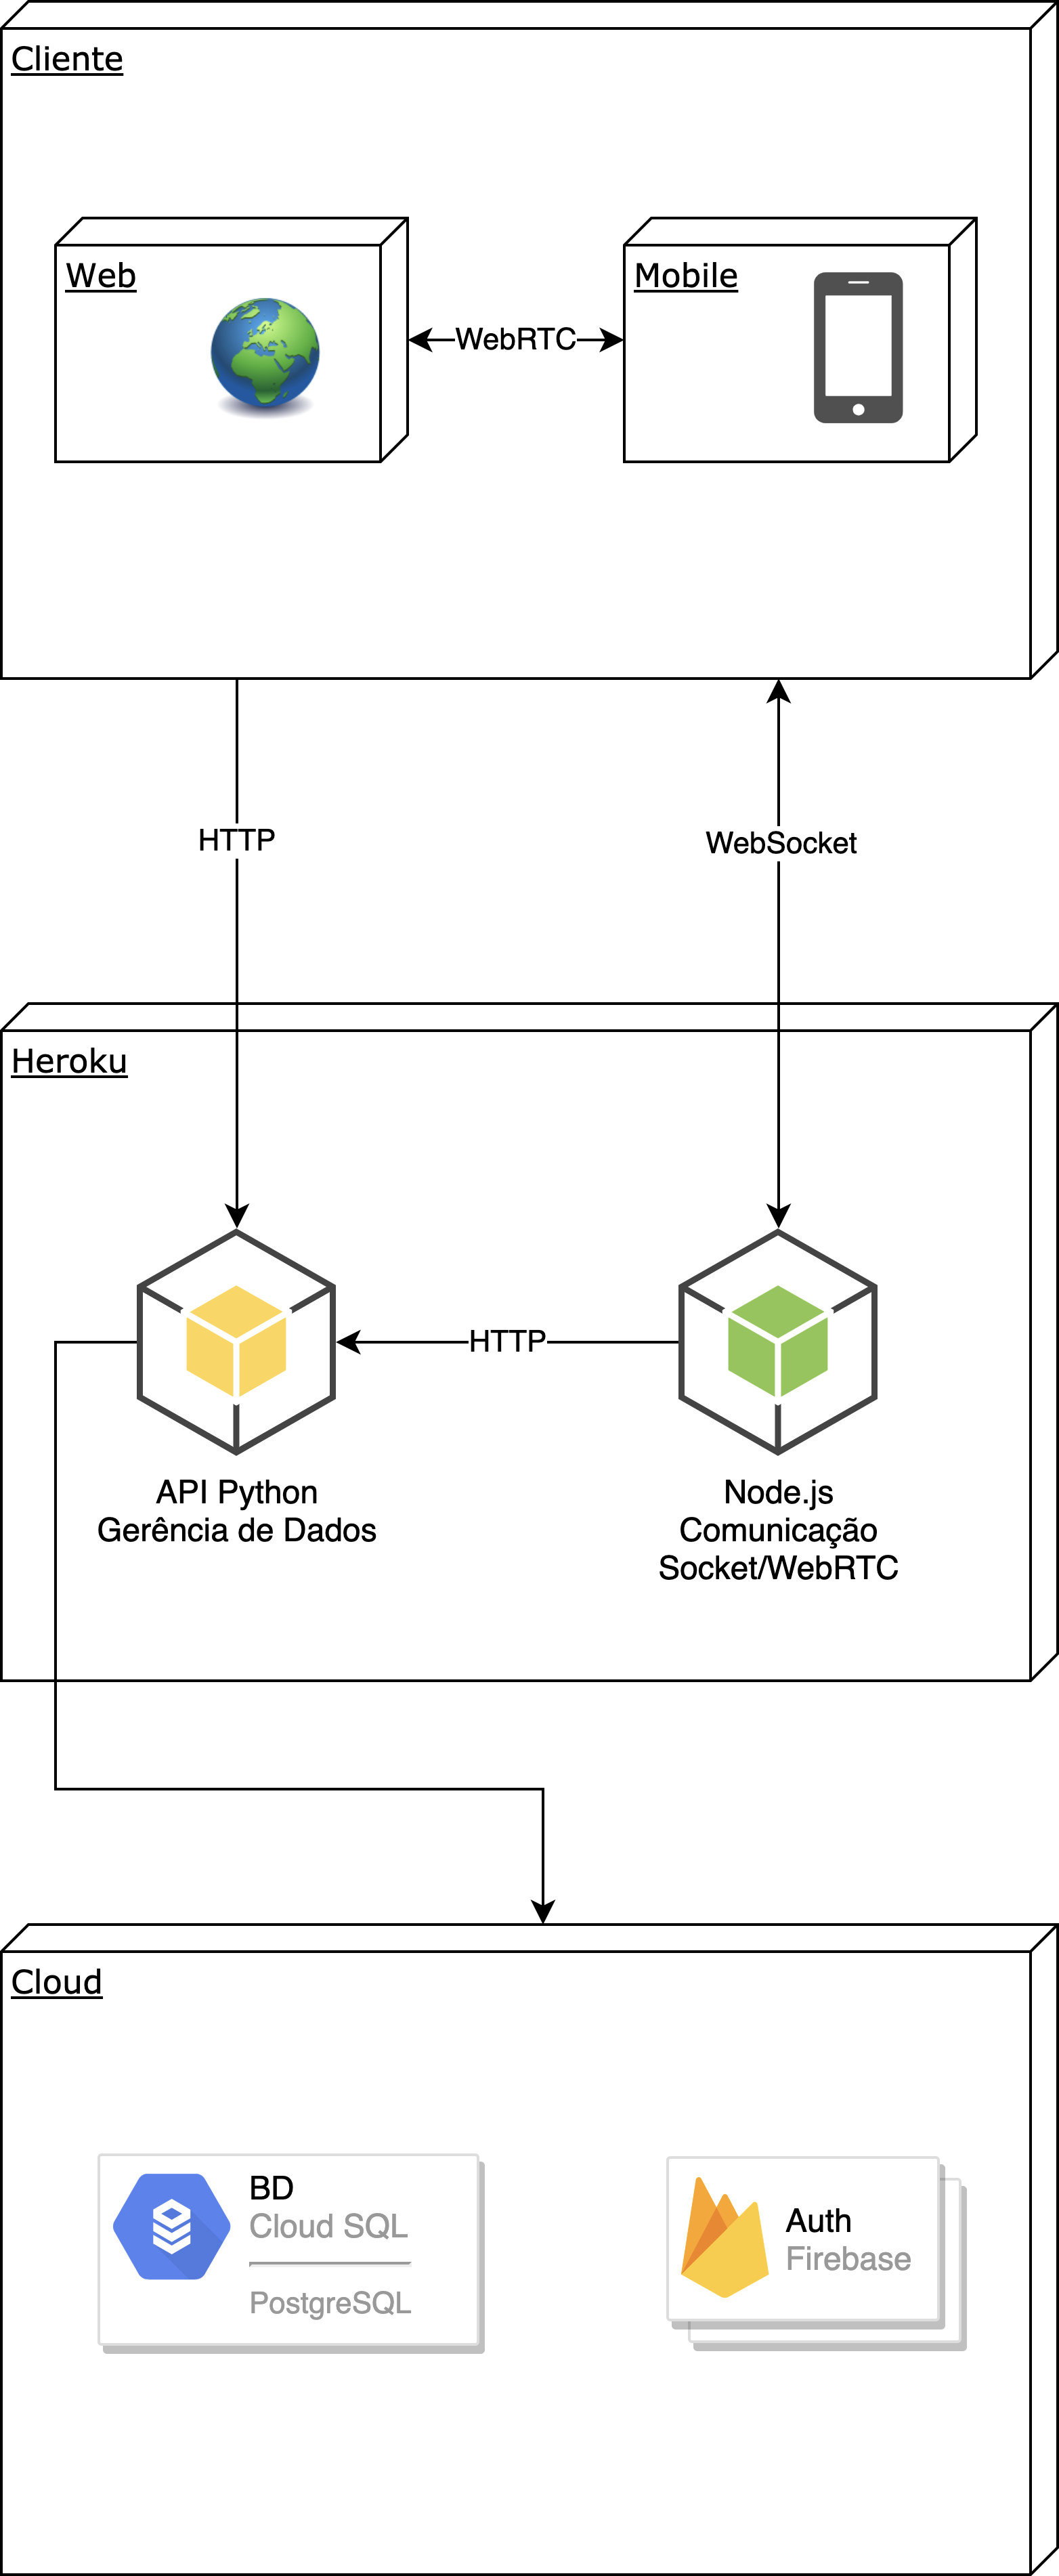 Cliente
Web
WebRTC
Mobile
HTTP
WebSocket
Heroku
HTTP
API Python
Gerência de Dados
Node.js
Comunicação
Socket/WebRTC
Cloud
BD
Cloud SQL
PostgreSQL
Auth
Firebase